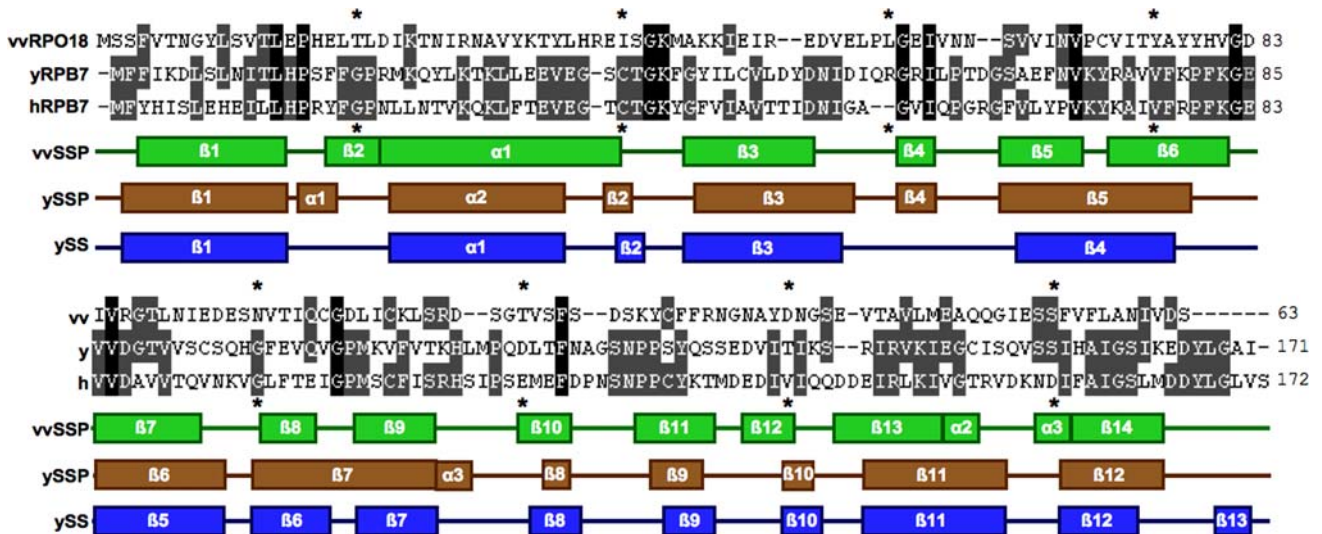 * * * *
vvRPO18 MSSFVTNGYLSVTLEPHELTLDIKTNIRNAVYKTYLHREISGKMAKKIEIR--EDVELPLGEIVNN--SVVINVPCVITYAYYHVGD 83
yRPB7 -MFFIKDLSLNITLHPSFFGPRMKQYLKTKLLEEVEG-SCTGKFGYILCVLDYDNIDIQRGRILPTDGSAEFNVKYRAVVFKPFKGE 85
hRPB7 -MFYHISLEHEILLHPRYFGPNLLNTVKQKLFTEVEG-TCTGKYGFVIAVTTIDNIGA--GVIQPGRGFVLYPVKYKAIVFRPFKGE 83
* * * *
vvSSP ß1 ß2 α1 ß3 ß4 ß5 ß6
ySSP ß1 α1 α2 ß2 ß3 ß4 ß5
ySS ß1 α1 ß2 ß3 ß4
* * * *
vv IVRGTLNIEDESNVTIQCGDLICKLSRD--SGTVSFS--DSKYCFFRNGNAYDNGSE-VTAVLMEAQQGIESSFVFLANIVDS------ 63
y VVDGTVVSCSQHGFEVQVGPMKVFVTKHLMPQDLTFNAGSNPPSYQSSEDVITIKS--RIRVKIEGCISQVSSIHAIGSIKEDYLGAI- 171
h VVDAVVTQVNKVGLFTEIGPMSCFISRHSIPSEMEFDPNSNPPCYKTMDEDIVIQQDDEIRLKIVGTRVDKNDIFAIGSLMDDYLGLVS 172
* * * *
vvSSP ß7 ß8 ß9 ß10 ß11 ß12 ß13 α2 α3 ß14
ySSP ß6 ß7 α3 ß8 ß9 ß10 ß11 ß12
ySS ß5 ß6 ß7 ß8 ß9 ß10 ß11 ß12 ß13